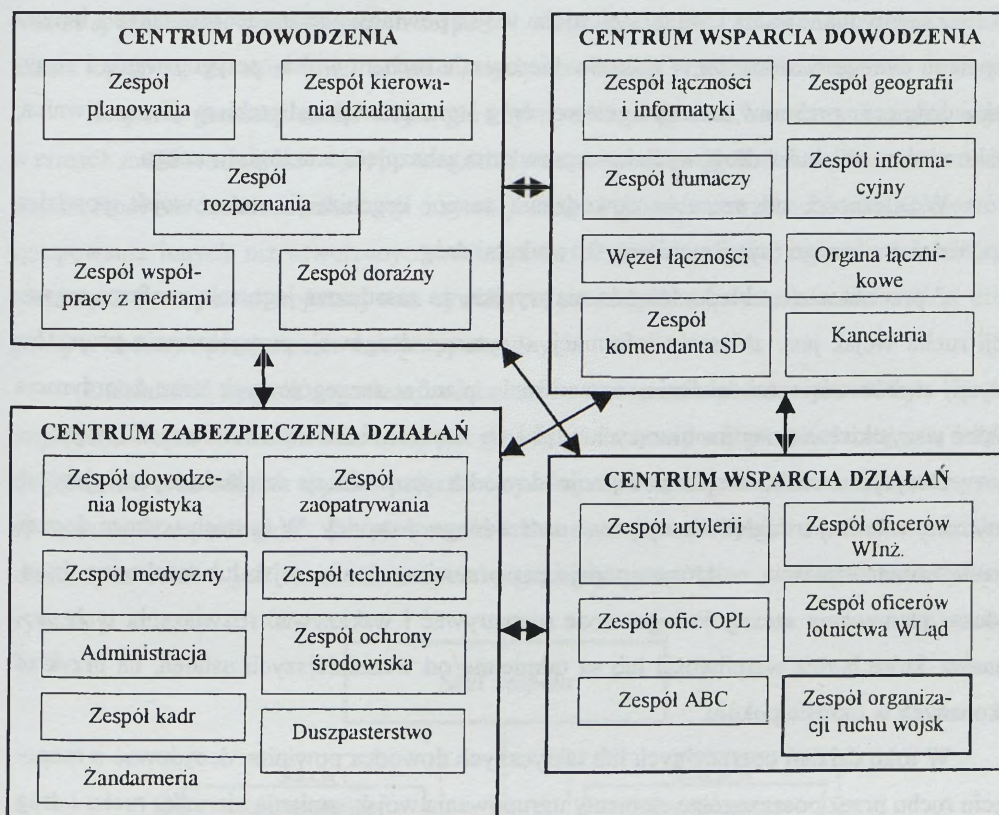 CENTRUM DOWODZENIA
Zespół
planowania
Zespół kierowa-
nia działaniami
Zespół
rozpoznania
Zespół współ-
pracy z mediami
Zespół doraźny
CENTRUM WSPARCIA DOWODZENIA
Zespół łączności
i informatyki
Zespół geografii
Zespół tłumaczy
Zespół informa-
cyjny
Węzeł łączności
Organa łączni-
kowe
Zespół
komendanta SD
Kancelaria
CENTRUM ZABEZPIECZENIA DZIAŁAŃ
Zespół dowodze-
nia logistyką
Zespół
zaopatrywania
Zespół medyczny
Zespół techniczny
Administracja
Zespół ochrony
środowiska
Zespół kadr
Duszpasterstwo
Żandarmeria
CENTRUM WSPARCIA DZIAŁAŃ
Zespół artylerij
Zespół oficerów
WInż.
Zespół ofic OPL
Zespół oficerów
lotnictwa WLąd
Zespół ABC
Zespół organiza-
cji ruchu wojsk